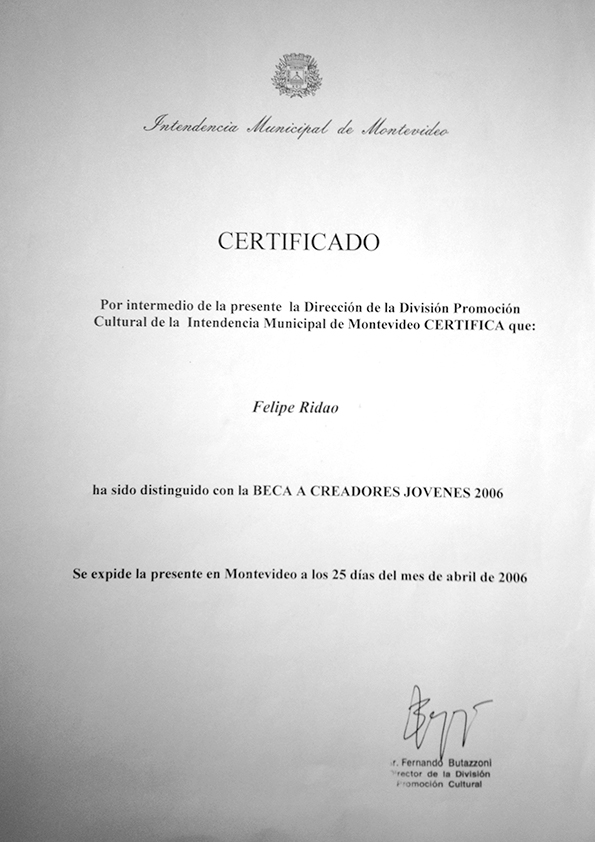 Intendencia Municipal de Montevideo
CERTIFICADO
Por intermedio de la presente la Dirección de la División Promoción
Cultural de la Intendencia Municipal de Montevideo CERTIFICA que:
Felipe Ridao
ha sido distinguido con la BECA A CREADORES JOVENES 2006
Se expide la presente en Montevideo a los 25 días del mes de abril de 2006
r. Fernando Butazzoni
Director de la División
Promoción Cultural